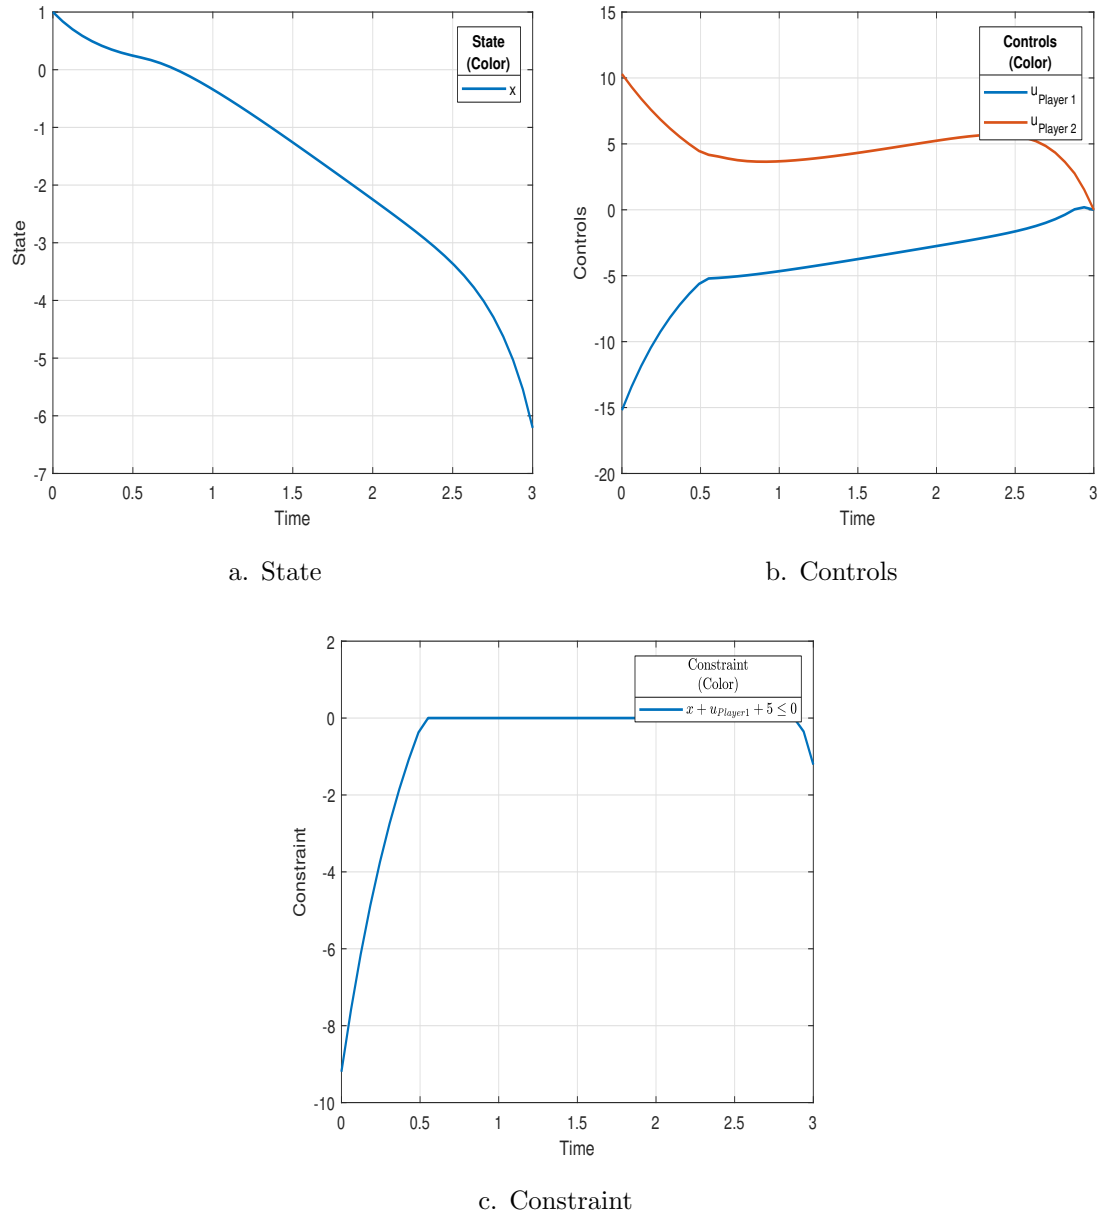 1
0
-1
-2
-3
-4
-5
-6
-7
State
0 0.5 1 1.5 2 2.5 3
Time
State
(Color)
x
a. State
15
10
5
0
-5
-10
-15
-20
Controls
0 0.5 1 1.5 2 2.5 3
Time
Controls
(Color)
u_Player 1
u_Player 2
b. Controls
2
0
-2
-4
-6
-8
-10
Constraint
0 0.5 1 1.5 2 2.5 3
Time
Constraint
(Color)
x + u_Player1 + 5 ≤ 0
c. Constraint